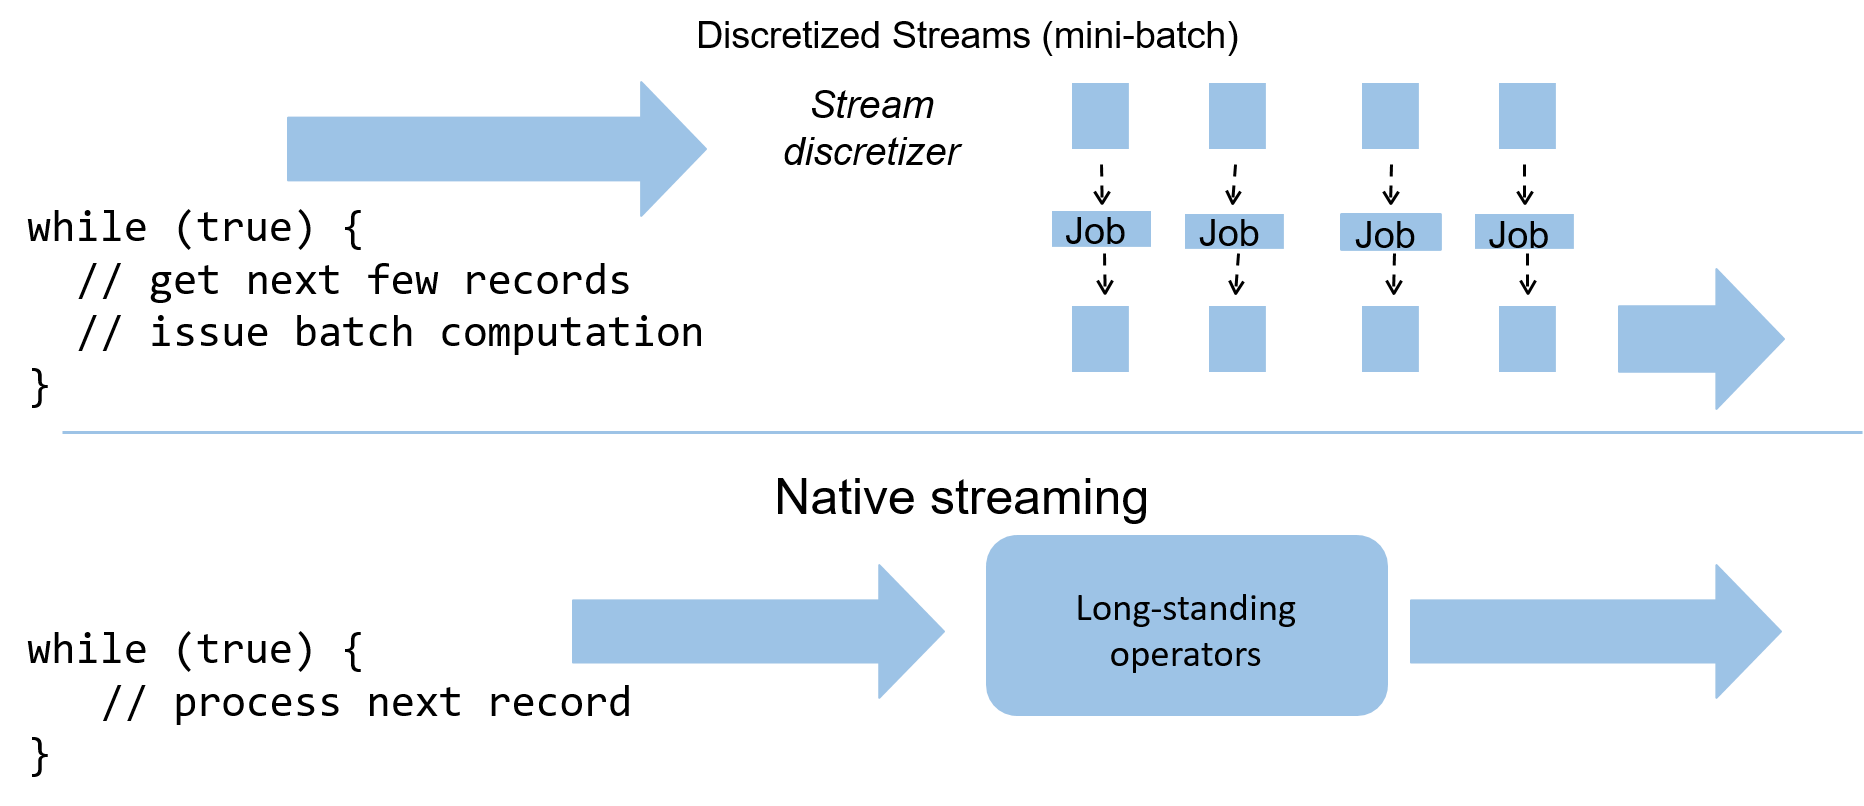 Discretized Streams (mini-batch)
Stream
discretizer
while (true) {
// get next few records
// issue batch computation
}
Job Job Job Job
Native streaming
while (true) {
// process next record
}
Long-standing
operators